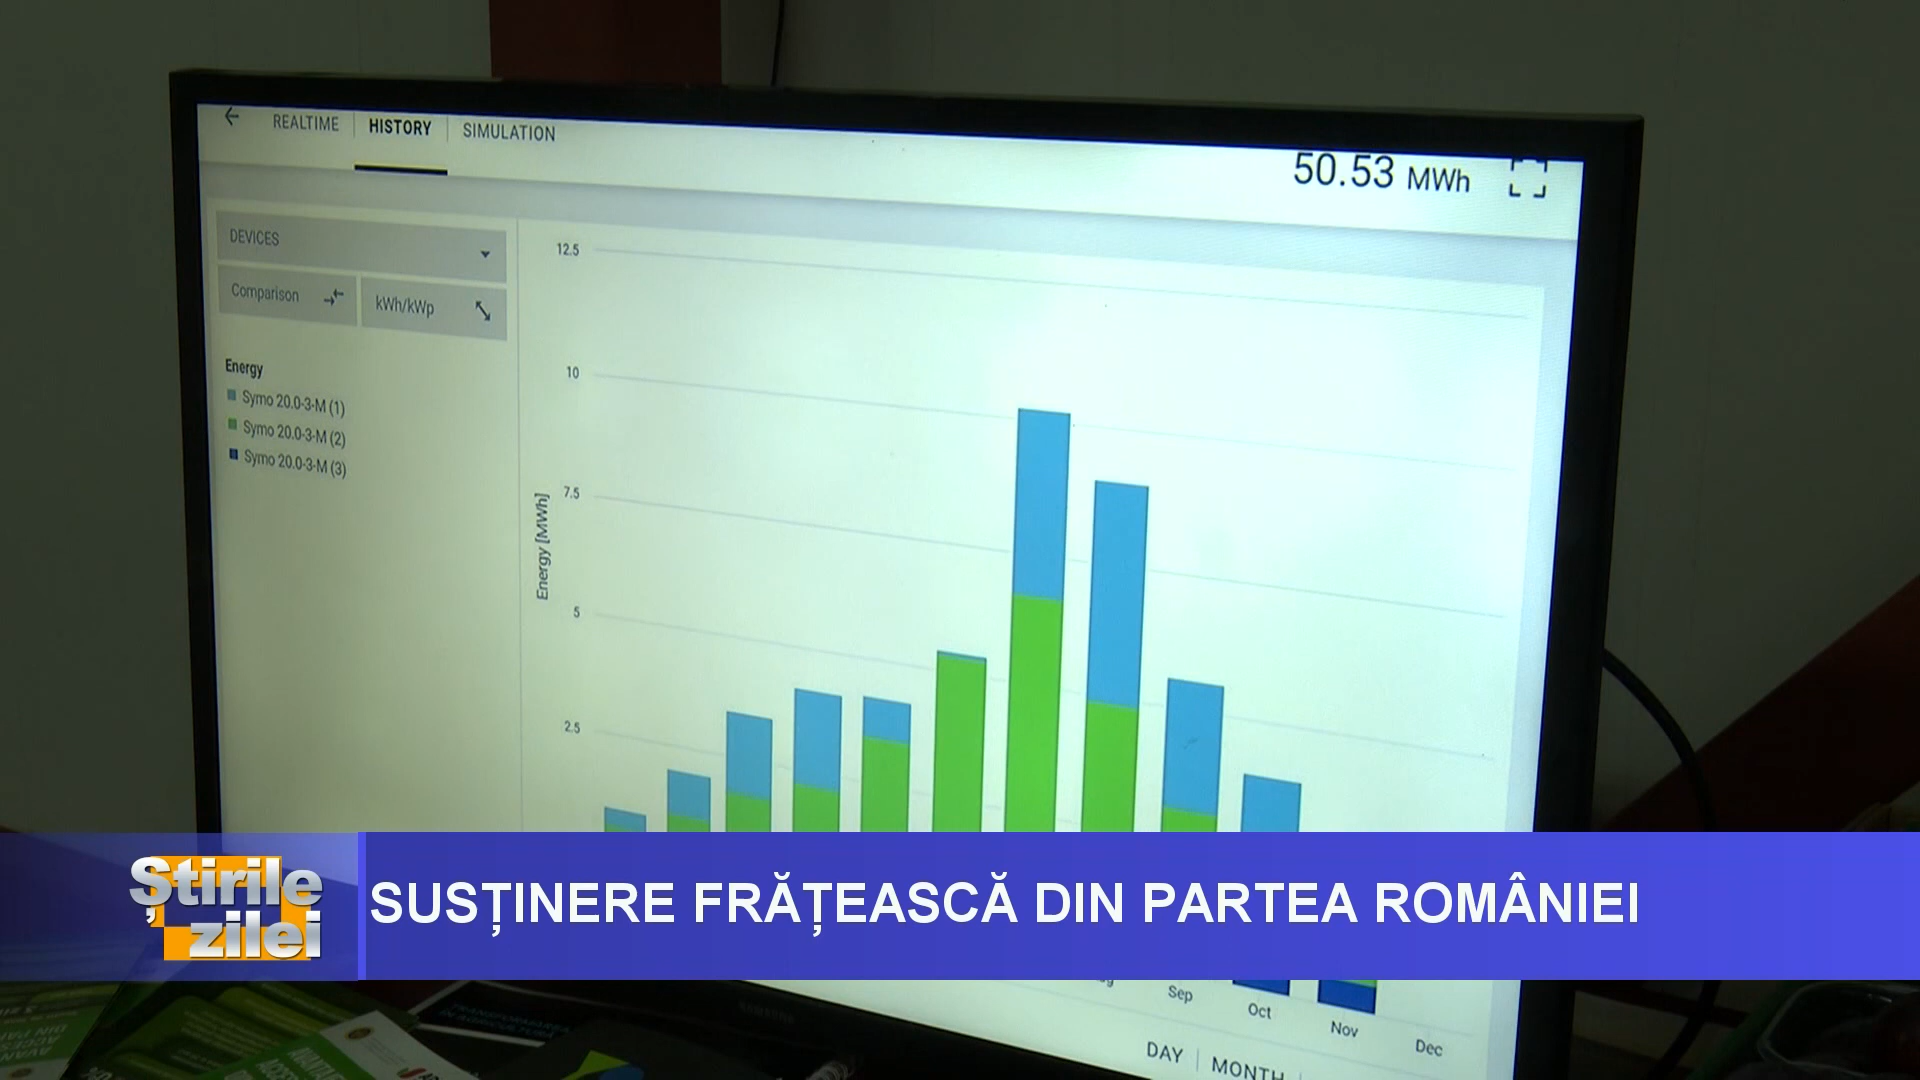 REALTIME
HISTORY
SIMULATION
50.53 MWh
DEVICES
Comparison
kWh/kWp
Energy
Symo 20.0-3-M (1)
Symo 20.0-3-M (2)
Symo 20.0-3-M (3)
12.5
10
7.5
5
2.5
Energy [MWh]
Știrile
zilei
SUSȚINERE FRĂȚEASCĂ DIN PARTEA ROMÂNIEI
Sep
Oct
Nov
Dec
DAY
MONTH
SAMSUNG